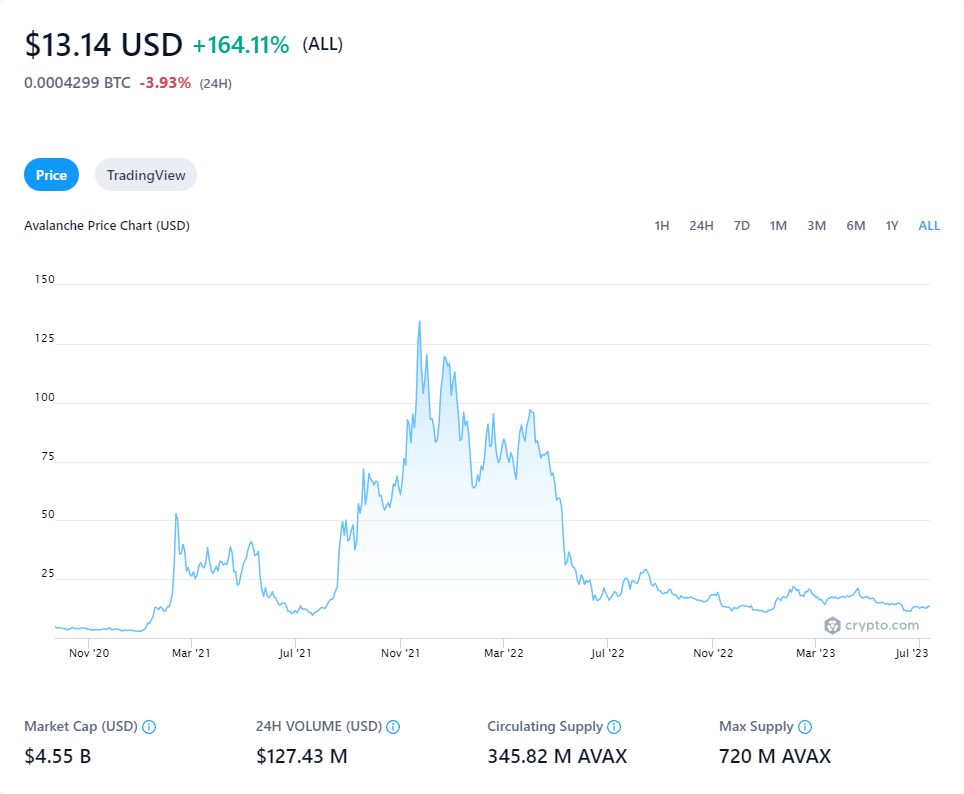 $13.14 USD +164.11% (ALL)
0.0004299 BTC -3.93% (24H)
Price TradingView
Avalanche Price Chart (USD) 1H 24H 7D 1M 3M 6M 1Y ALL
150
125
100
75
50
25
crypto.com
Nov '20 Mar '21 Jul '21 Nov '21 Mar '22 Jul '22 Nov '22 Mar '23 Jul '23
Market Cap (USD) 24H VOLUME (USD) Circulating Supply Max Supply
$4.55 B $127.43 M 345.82 M AVAX 720 M AVAX